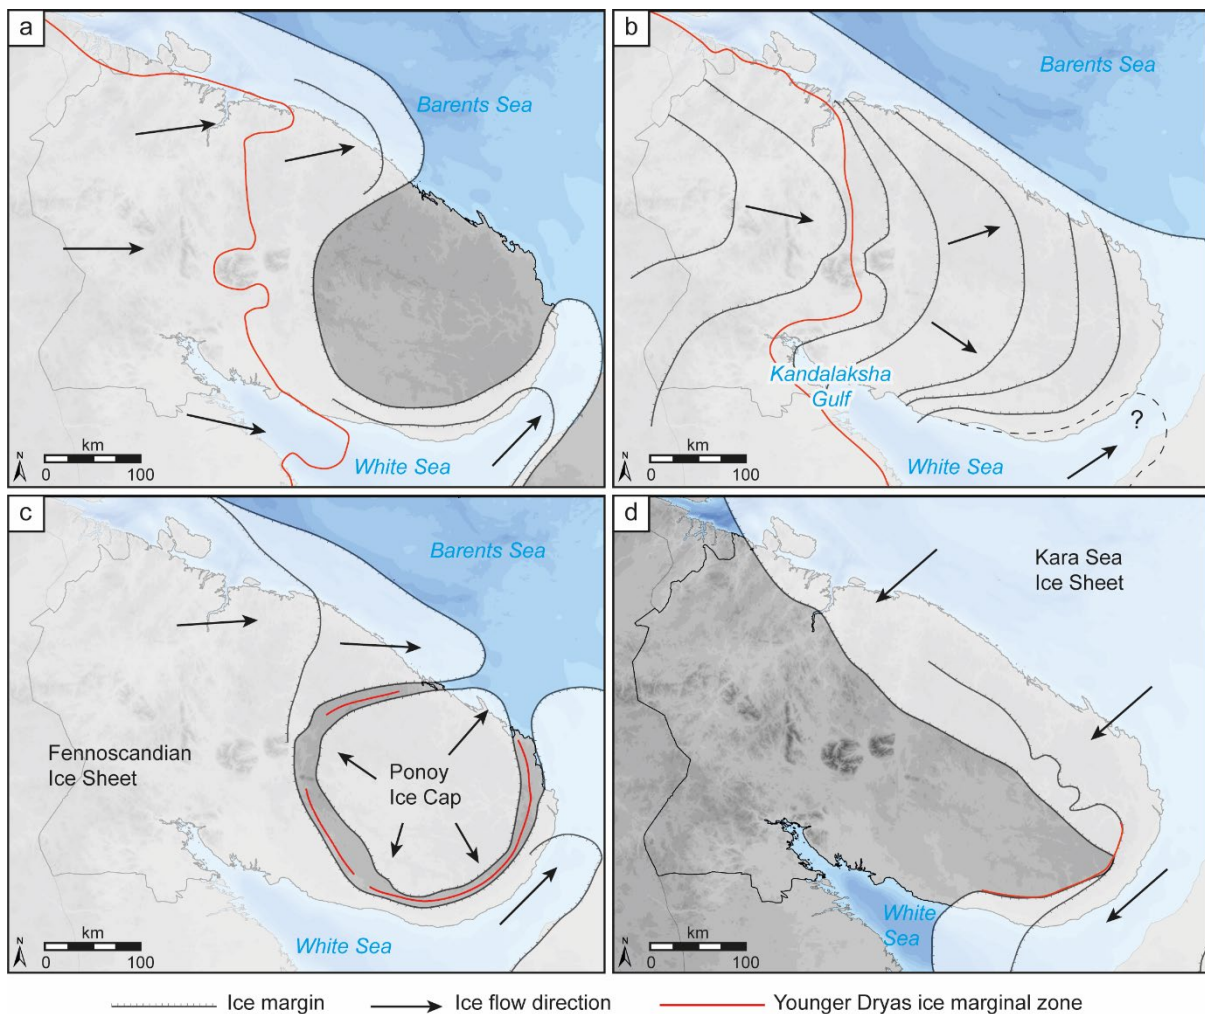 a
Barents Sea
White Sea
km
N
0
100
b
Barents Sea
Kandalaksha
Gulf
White Sea
?
km
N
0
100
c
Barents Sea
Fennoscandian
Ice Sheet
Ponoy
Ice Cap
White Sea
km
N
0
100
d
Kara Sea
Ice Sheet
White
Sea
km
N
0
100
Ice margin
Ice flow direction
Younger Dryas ice marginal zone